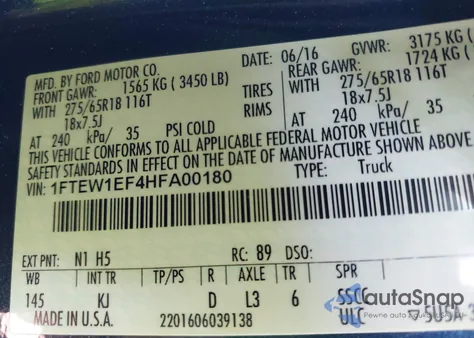 MFD. BY FORD MOTOR CO.
DATE: 06/16 GVWR: 3175 KG
FRONT GAWR: 1565 KG ( 3450 LB)
REAR GAWR: 1724 KG (
WITH 275/65R18 116T TIRES WITH 275/65R18 116T
18x7.5J RIMS 18x7.5J
AT 240 kPa/ 35 PSI COLD AT 240 kPa/ 35
THIS VEHICLE CONFORMS TO ALL APPLICABLE FEDERAL MOTOR VEHICLE
SAFETY STANDARDS IN EFFECT ON THE DATE OF MANUFACTURE SHOWN ABOVE.
VIN: 1FTEW1EF4HFA00180 TYPE: Truck
EXT PNT: N1 H5 RC: 89 DSO:
WB INT TR TP/PS R AXLE TR SPR
145 KJ D L3 6 SSCC
MADE IN U.S.A. 2201606039138 ULC
autoSnap